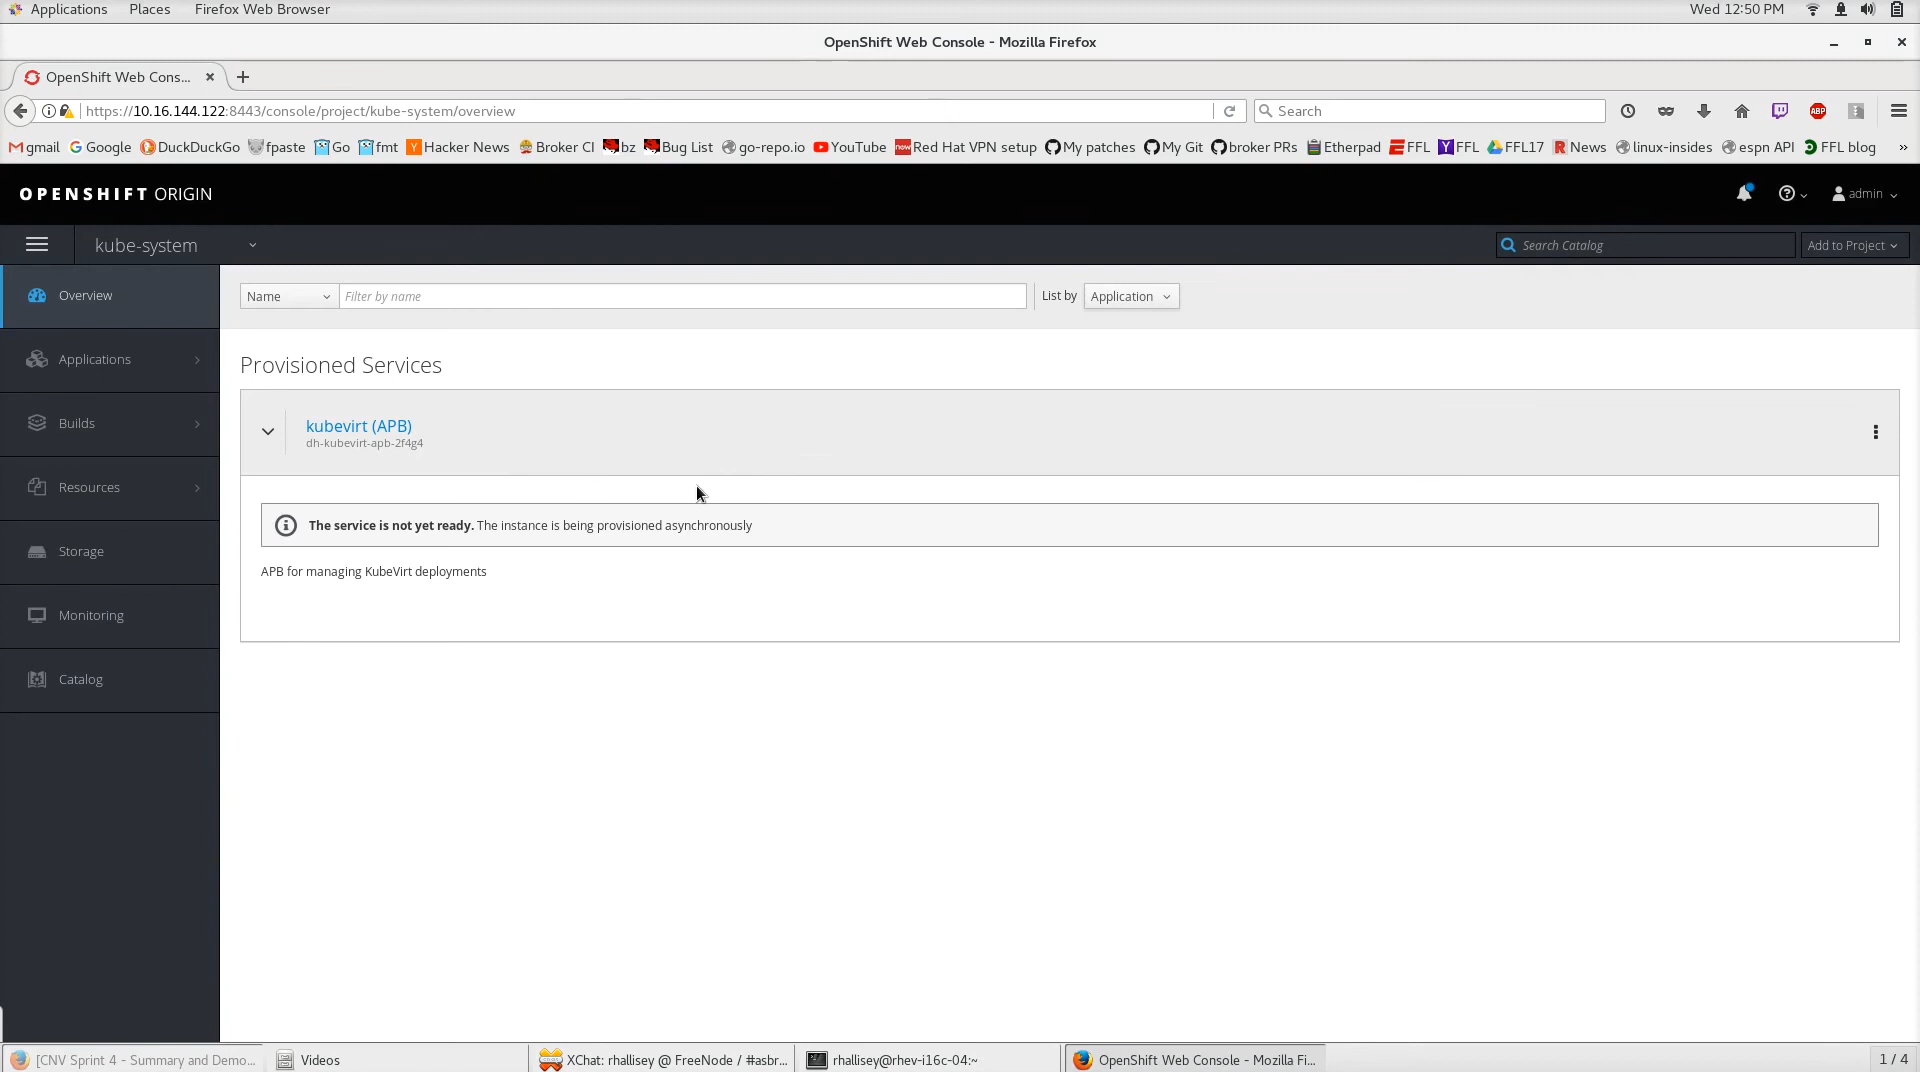 Applications Places Firefox Web Browser Wed 12:50 PM
OpenShift Web Console - Mozilla Firefox
OpenShift Web Cons...
https://10.16.144.122:8443/console/project/kube-system/overview Search
gmail Google DuckDuckGo fpaste Go fmt Hacker News Broker CI bz Bug List go-repo.io YouTube Red Hat VPN setup My patches My Git broker PRs Etherpad FFL FFL FFL17 News linux-insides espn API FFL blog »
OPENSHIFT ORIGIN admin
kube-system Search Catalog Add to Project
Overview
Name Filter by name List by Application
Applications
Provisioned Services
Builds
kubevirt (APB)
dh-kubevirt-apb-2f4g4
Resources
The service is not yet ready. The instance is being provisioned asynchronously
Storage
APB for managing KubeVirt deployments
Monitoring
Catalog
[CNV Sprint 4 - Summary and Demo... Videos XChat: rhallisey @ FreeNode / #asbr... rhallisey@rhev-i16c-04:~ OpenShift Web Console - Mozilla Fi... 1 / 4